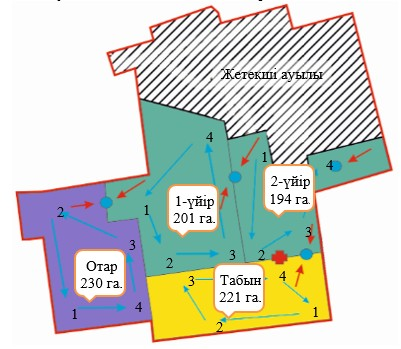 Жетекші ауылы
4
1
4
2-үйір
194 га.
1-үйір
201 га.
2
1
3
3
2
3
2
Отар
230 га.
Табын
221 га.
3
4
1
4
1
2